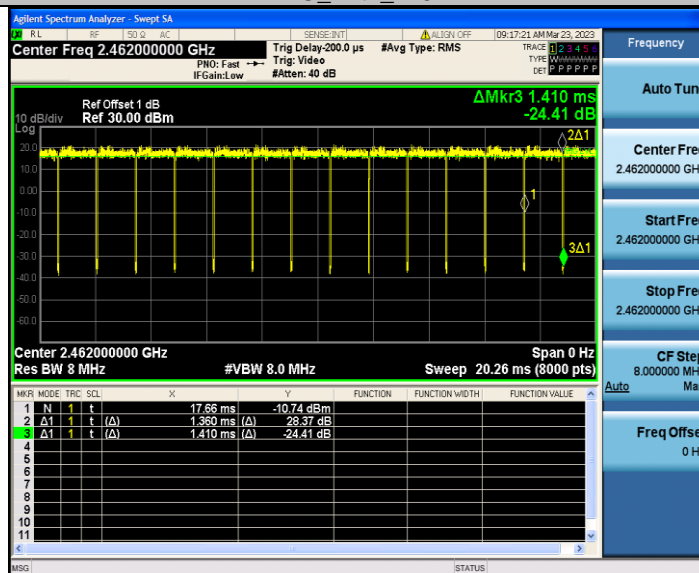 Agilent Spectrum Analyzer - Swept SA
RL RF 50 Ω AC SENSE:INT ALIGN OFF 09:17:21 AM Mar 23, 2023
Center Freq 2.462000000 GHz
PNO: Fast
IFGain:Low
Trig Delay-200.0 µs
Trig: Video
#Atten: 40 dB
#Avg Type: RMS
TRACE 1 2 3 4 5 6
TYPE
DET P P P P P P
Ref Offset 1 dB
10 dB/div Ref 30.00 dBm
Log
ΔMkr3 1.410 ms
-24.41 dB
20.0
10.0
0.00
-10.0
-20.0
-30.0
-40.0
-50.0
-60.0
2Δ1
1
3Δ1
Center 2.462000000 GHz Span 0 Hz
Res BW 8 MHz #VBW 8.0 MHz Sweep 20.26 ms (8000 pts)
MKR MODE TRC SCL X Y FUNCTION FUNCTION WIDTH FUNCTION VALUE
1 N 1 t 17.66 ms -10.74 dBm
2 Δ1 1 t (Δ) 1.360 ms (Δ) 28.37 dB
3 Δ1 1 t (Δ) 1.410 ms (Δ) -24.41 dB
4
5
6
7
8
9
10
11
MSG STATUS
Frequency
Auto Tun
Center Fre
2.462000000 GH
Start Fre
2.462000000 GH
Stop Fre
2.462000000 GH
CF Step
8.000000 MH
Auto Ma
Freq Offse
0 H